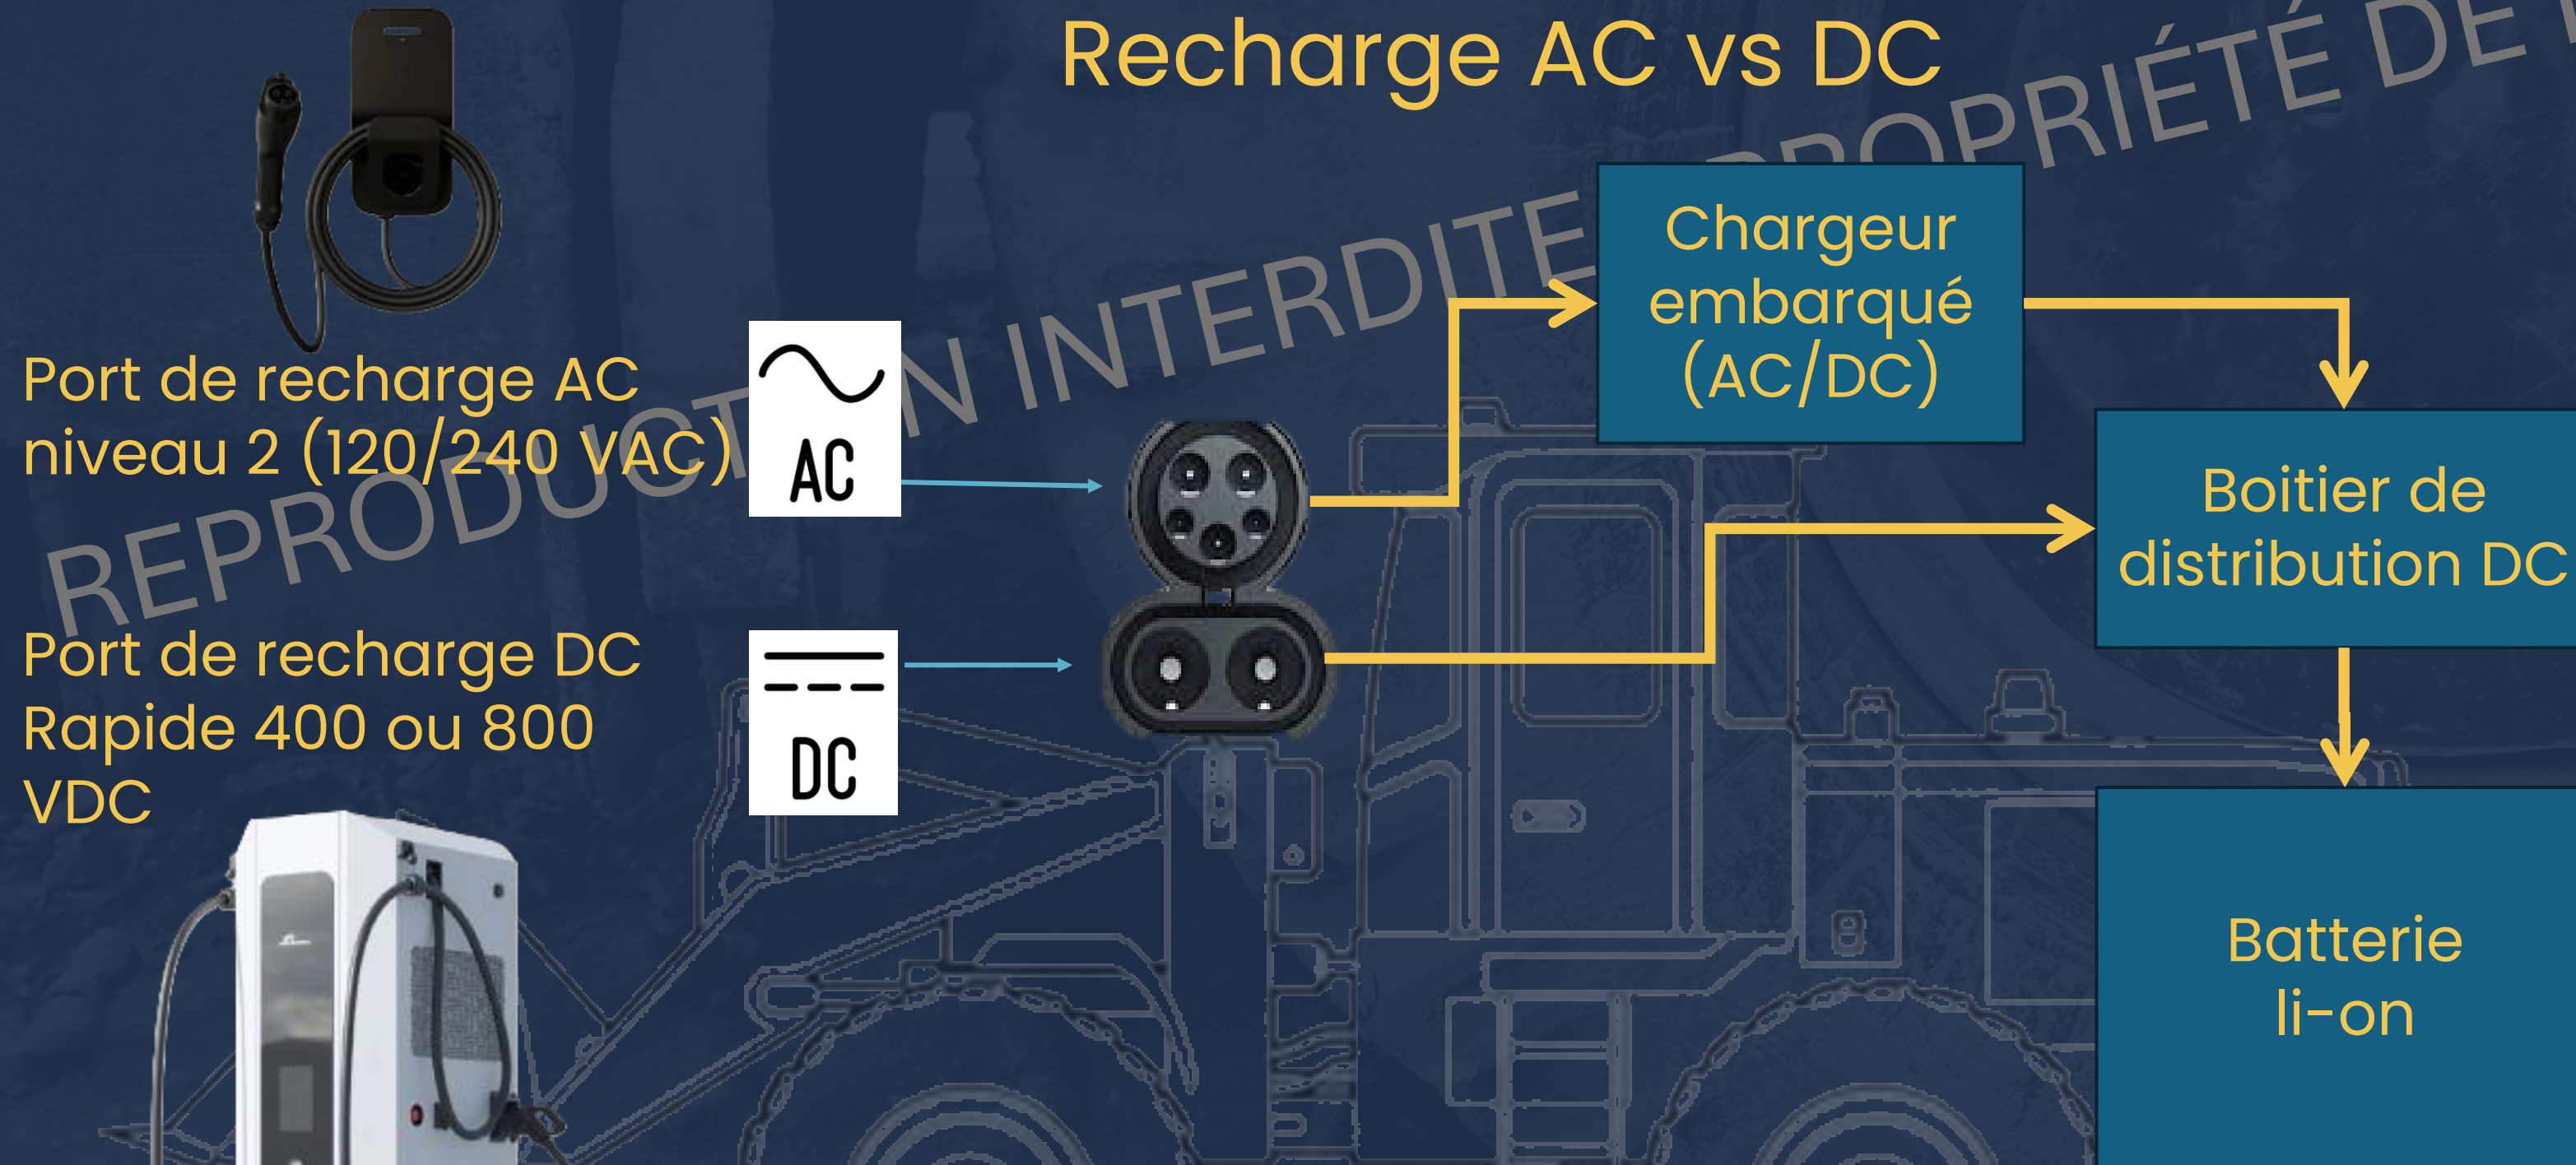 Recharge AC vs DC
REPRODUCTION INTERDITE PROPRIÉTÉ DE
Port de recharge AC
niveau 2 (120/240 VAC)
AC
Chargeur
embarqué
(AC/DC)
Boitier de
distribution DC
Port de recharge DC
Rapide 400 ou 800
VDC
DC
Batterie
li-on